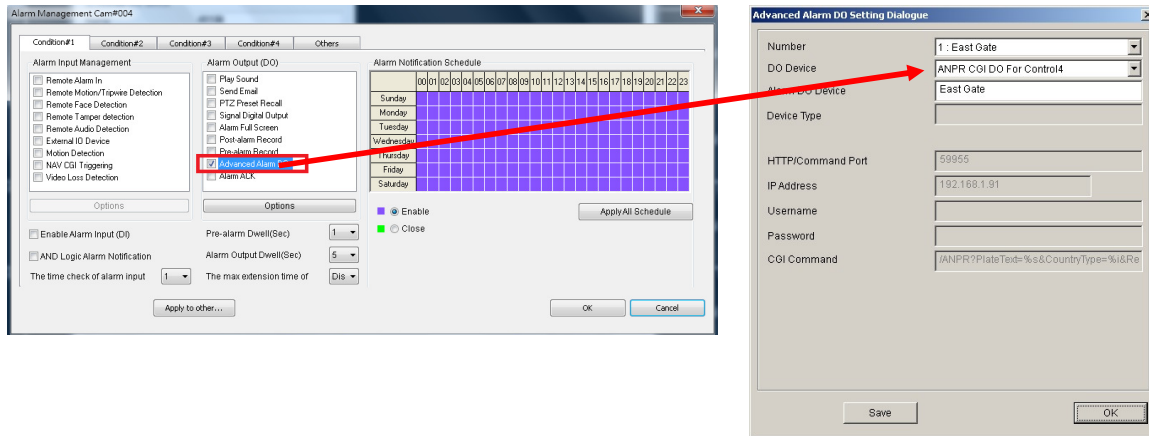 Alarm Management Cam#004
Condition#1 Condition#2 Condition#3 Condition#4 Others
Alarm Input Management
Remote Alarm In
Remote Motion/Tripwire Detection
Remote Face Detection
Remote Tamper detection
Remote Audio Detection
External IO Device
Motion Detection
NAV CGI Triggering
Video Loss Detection
Options
Enable Alarm Input (DI)
AND Logic Alarm Notification
The time check of alarm input 1
Alarm Output (DO)
Play Sound
Send Email
PTZ Preset Recall
Signal Digital Output
Alarm Full Screen
Post-alarm Record
Pre-alarm Record
Advanced Alarm
Alarm ACK
Options
Pre-alarm Dwell(Sec) 1
Alarm Output Dwell(Sec) 5
The max extension time of Dis
Alarm Notification Schedule
00 01 02 03 04 05 06 07 08 09 10 11 12 13 14 15 16 17 18 19 20 21 22 23
Sunday
Monday
Tuesday
Wednesday
Thursday
Friday
Saturday
Enable
Close
Apply All Schedule
Apply to other...
OK Cancel
Advanced Alarm DO Setting Dialogue
Number 1 : East Gate
DO Device ANPR CGI DO For Control4
Alarm DO Device East Gate
Device Type
HTTP/Command Port 59955
IP Address 192.168.1.91
Username
Password
CGI Command /ANPR?PlateText=%s&CountryType=%i&Re
Save OK